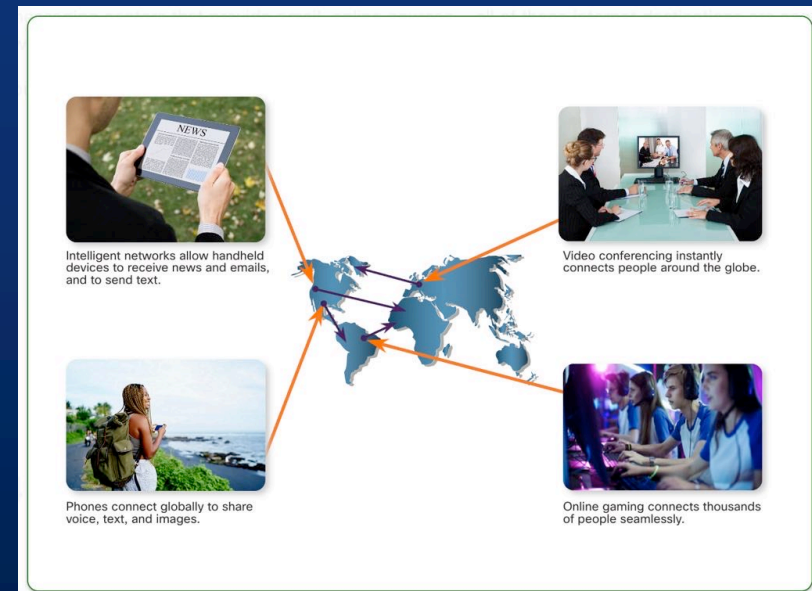 NEWS
Intelligent networks allow handheld
devices to receive news and emails,
and to send text.
Video conferencing instantly
connects people around the globe.
Phones connect globally to share
voice, text, and images.
Online gaming connects thousands
of people seamlessly.